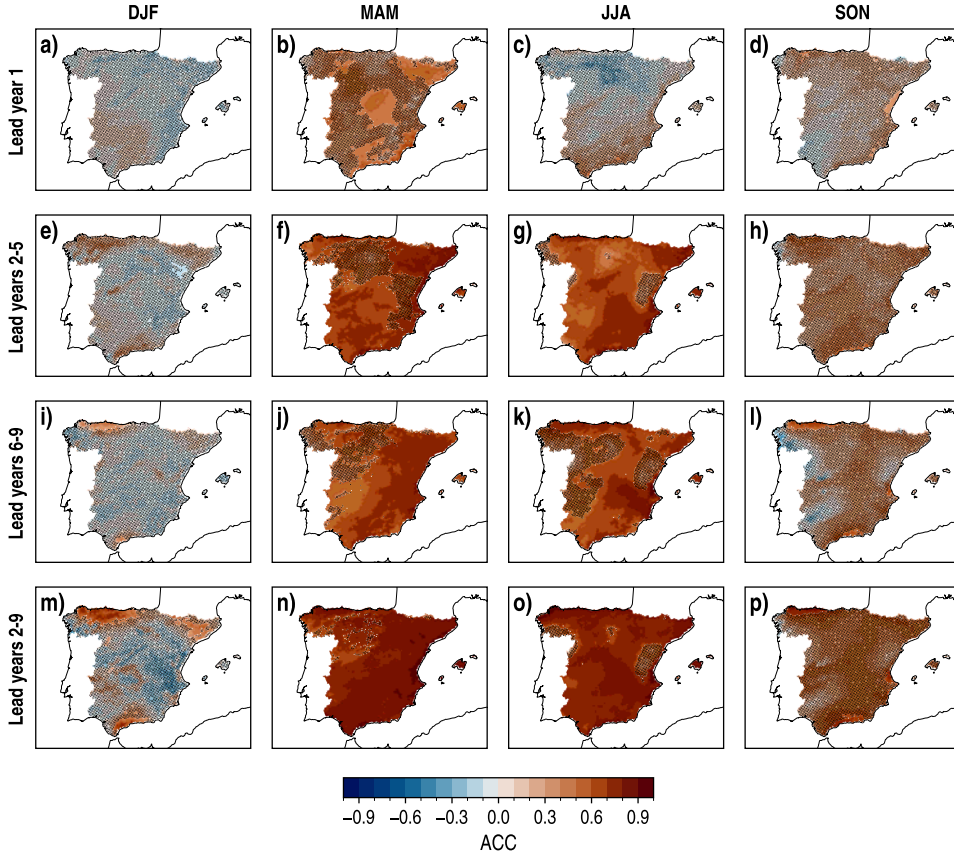 DJF MAM JJA SON
Lead year 1
a) b) c) d)
Lead years 2-5
e) f) g) h)
Lead years 6-9
i) j) k) l)
Lead years 2-9
m) n) o) p)
−0.9 −0.6 −0.3 0.0 0.3 0.6 0.9
ACC